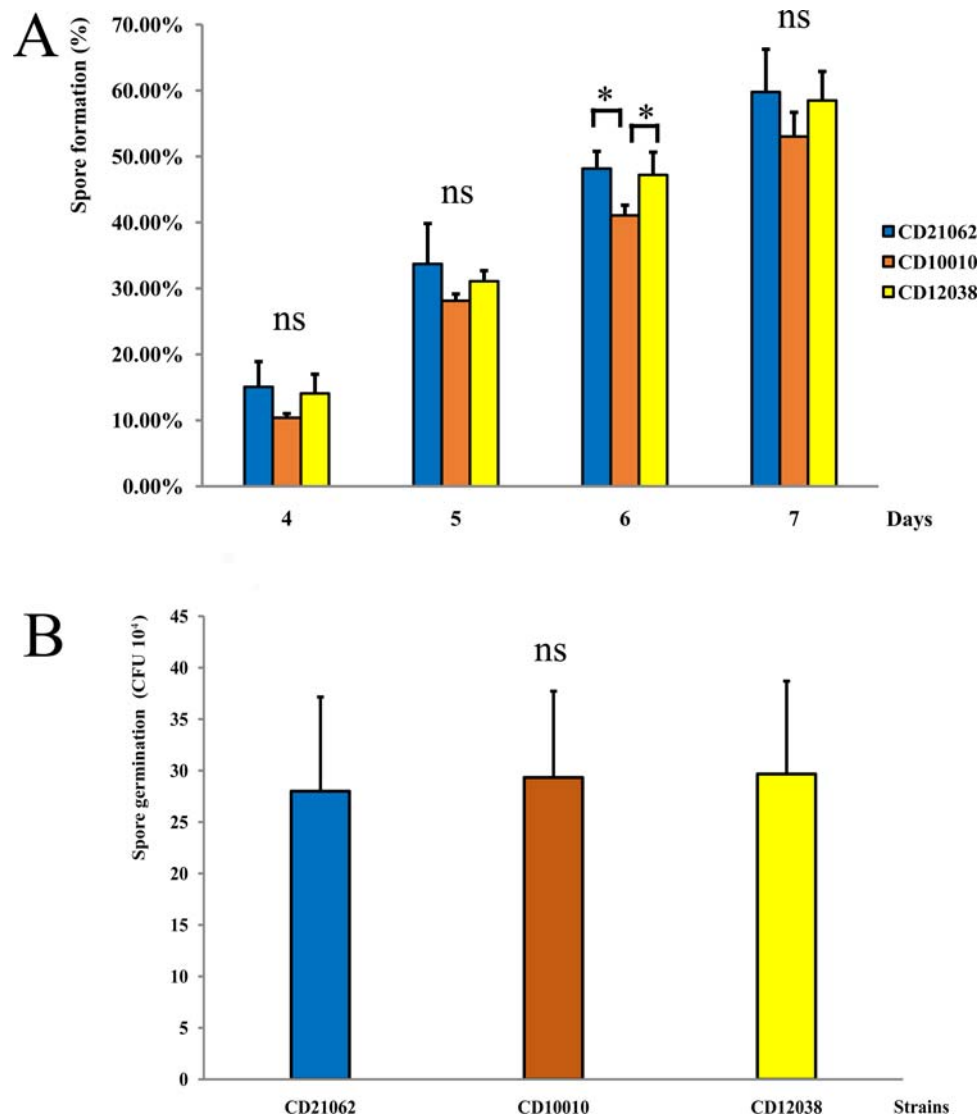 A
Spore formation (%)
70.00%
60.00%
50.00%
40.00%
30.00%
20.00%
10.00%
0.00%
ns
ns
*
*
ns
4
5
6
7
Days
CD21062
CD10010
CD12038
B
Spore germination (CFU 10⁴)
45
40
35
30
25
20
15
10
5
0
ns
CD21062
CD10010
CD12038
Strains